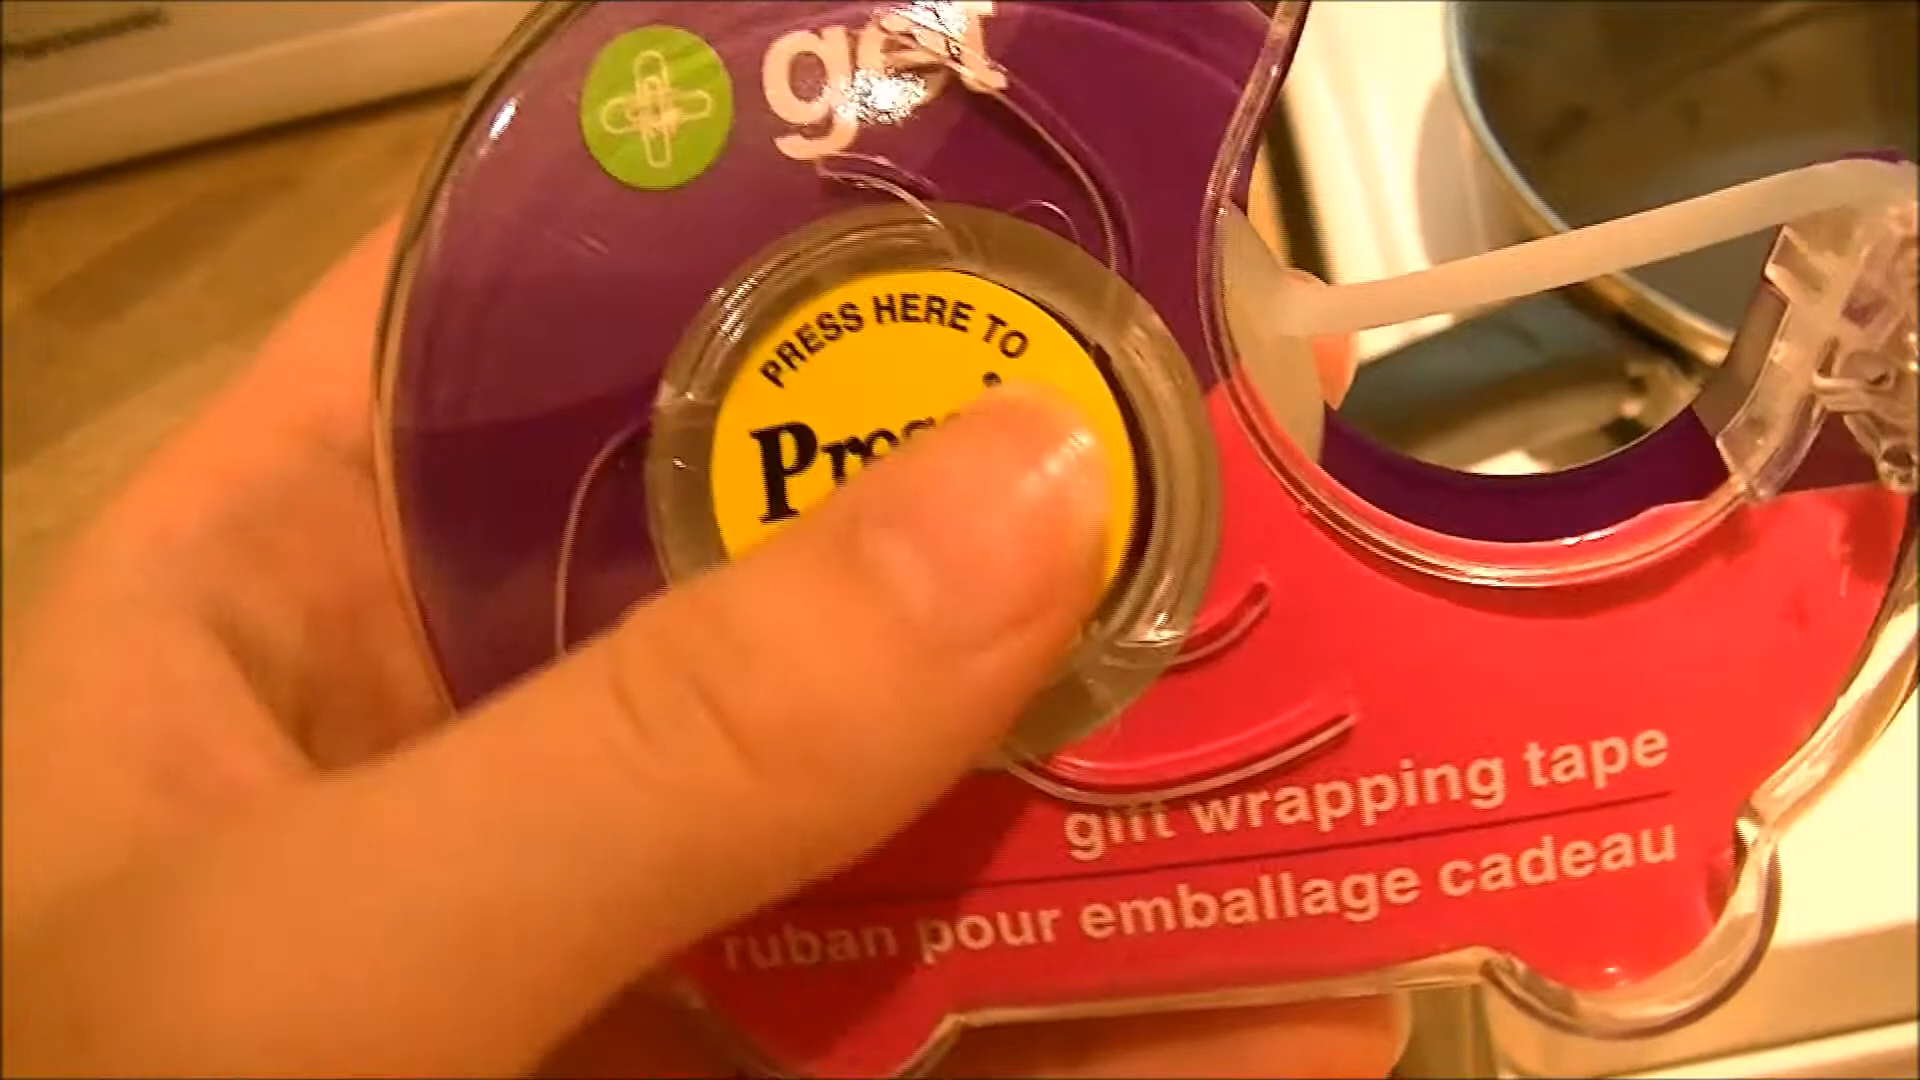 get
PRESS HERE TO
gift wrapping tape
ruban pour emballage cadeau